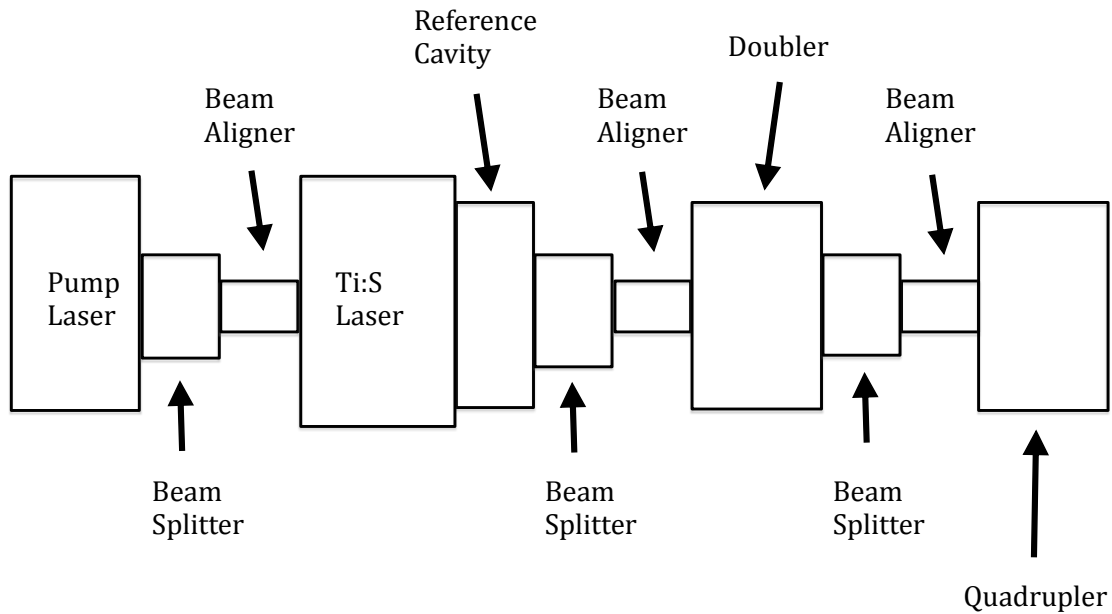 Reference
Cavity
Doubler
Beam
Aligner
Beam
Aligner
Beam
Aligner
Pump
Laser
Ti:S
Laser
Beam
Splitter
Beam
Splitter
Beam
Splitter
Quadrupler